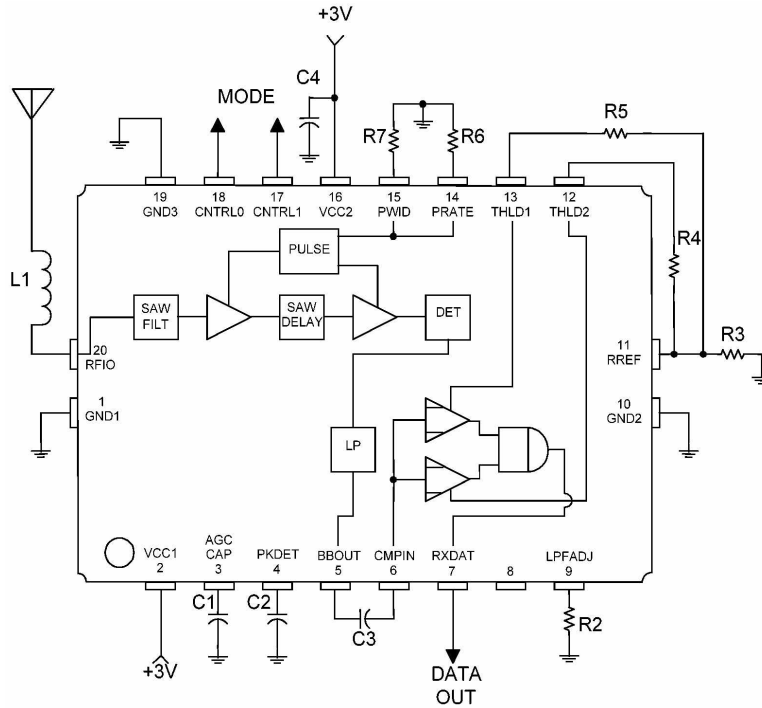 +3V
C4
MODE
R7
R6
R5
19
GND3
18
CNTRL0
17
CNTRL1
16
VCC2
15
PWID
14
PRATE
13
THLD1
12
THLD2
R4
L1
PULSE
SAW
FILT
SAW
DELAY
DET
20
RFIO
11
RREF
R3
1
GND1
10
GND2
LP
VCC1
2
AGC
CAP
3
PKDET
4
BBOUT
5
CMPIN
6
RXDAT
7
8
LPFADJ
9
C1
C2
C3
R2
+3V
DATA
OUT